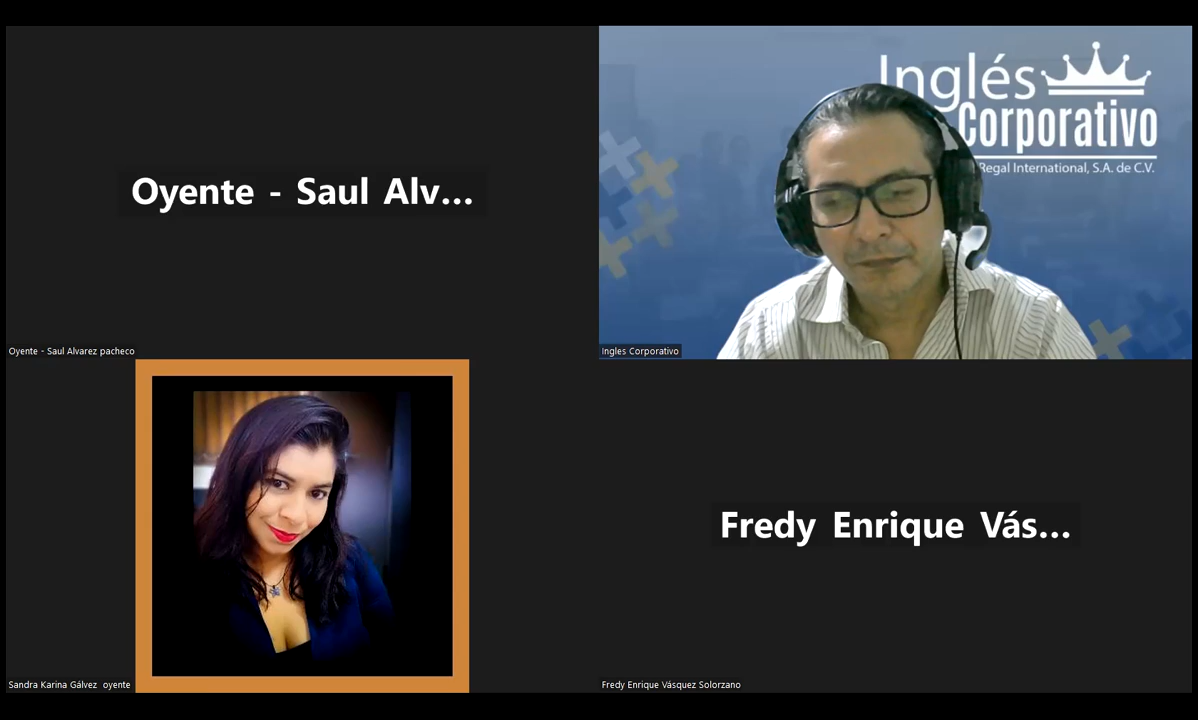 Oyente - Saul Alv...
Oyente - Saul Alvarez pacheco
Inglés
Corporativo
Regal International, S.A. de C.V.
Ingles Corporativo
Sandra Karina Gálvez oyente
Fredy Enrique Vás...
Fredy Enrique Vásquez Solorzano